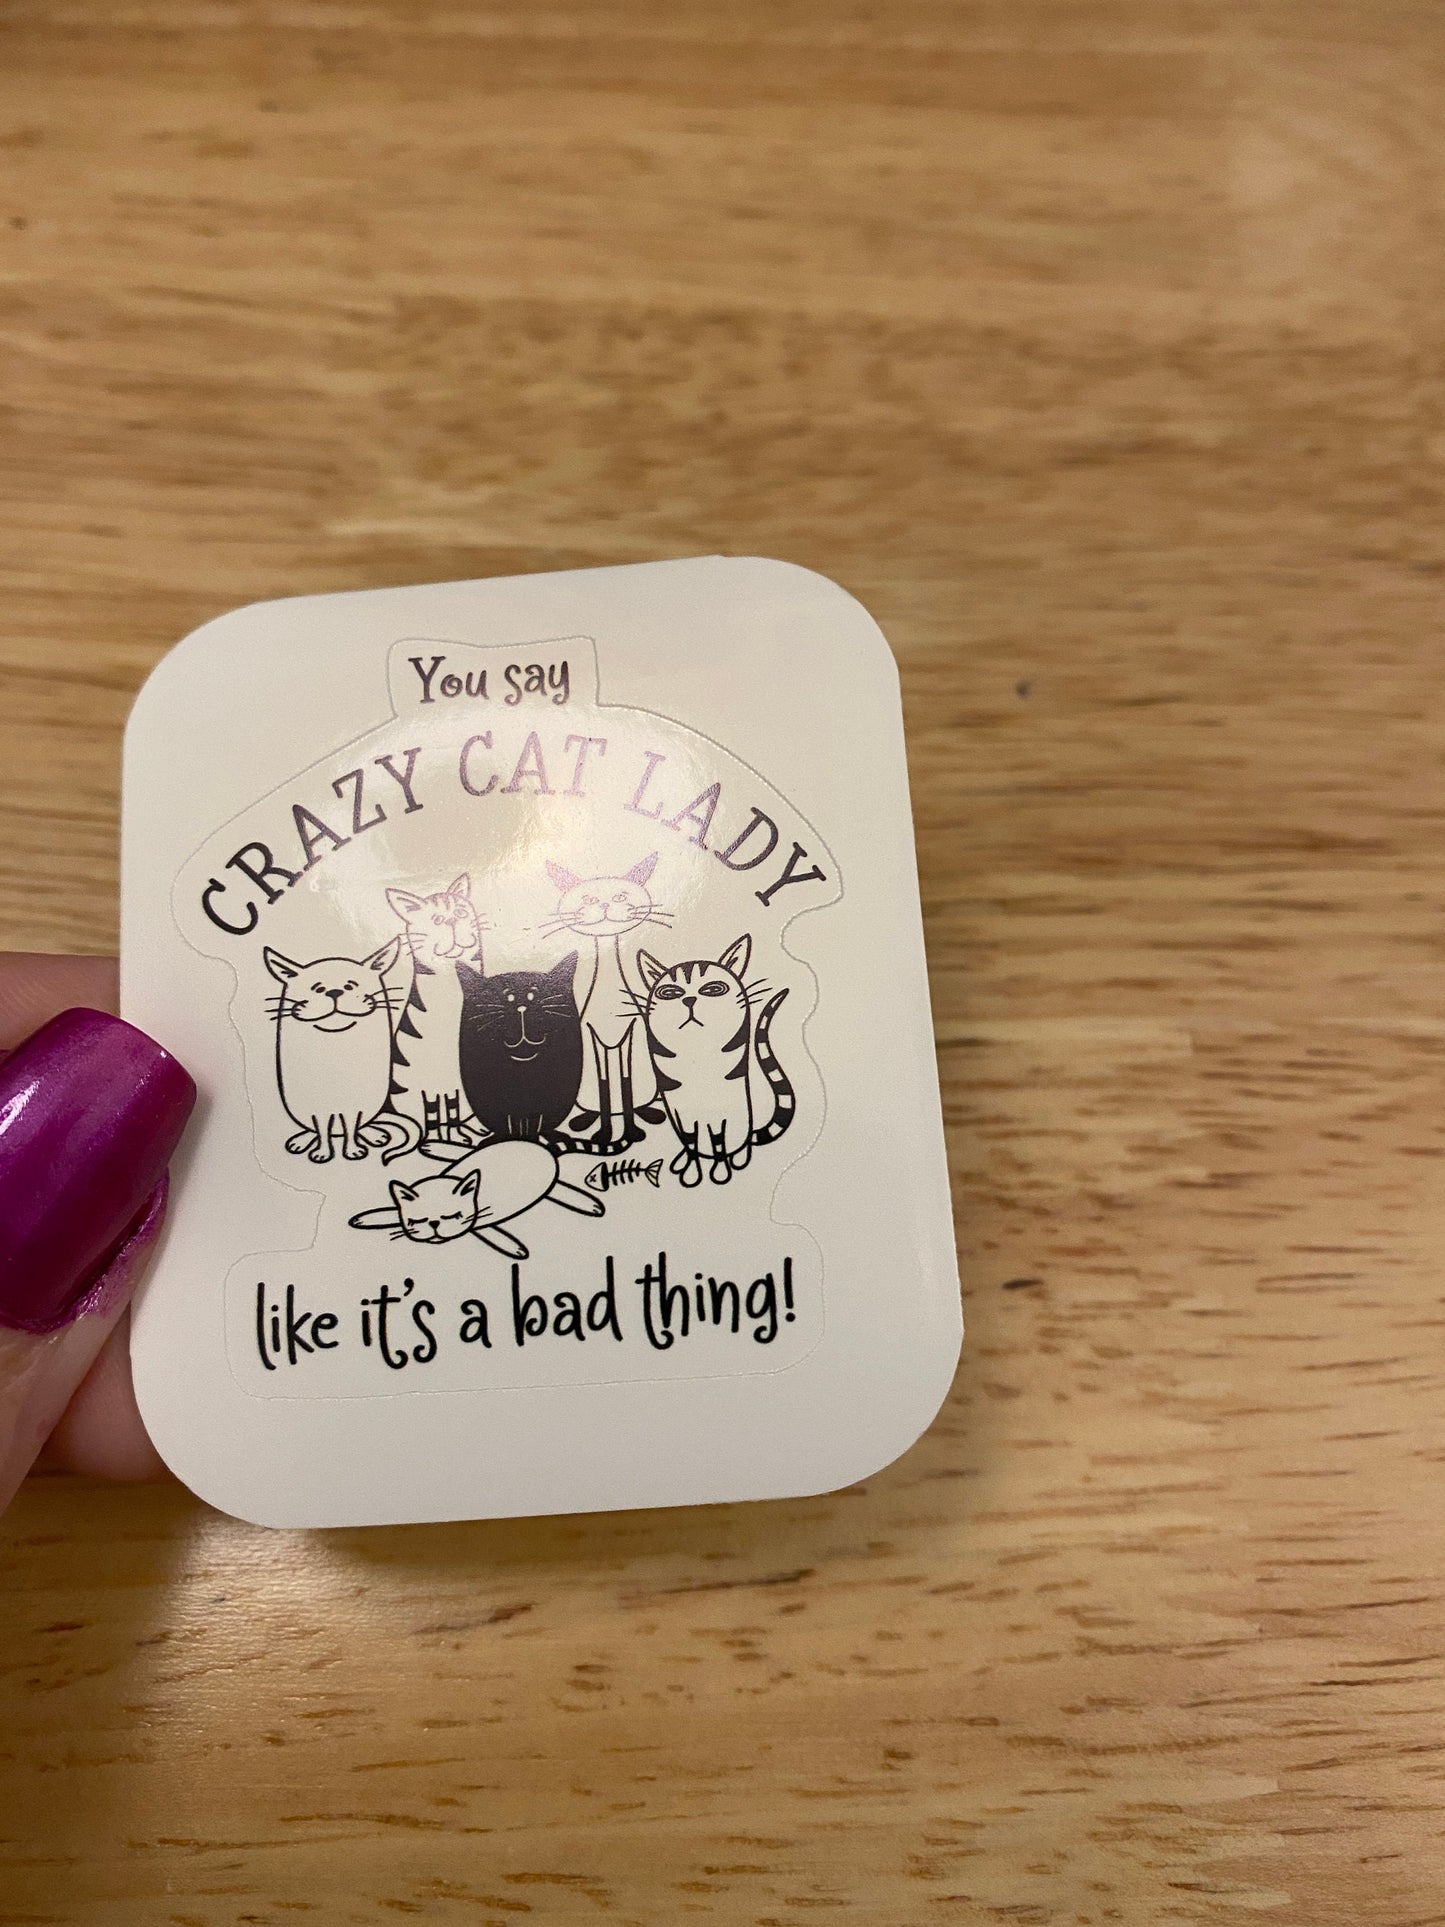 You say
CRAZY CAT LADY
like it's a bad thing!